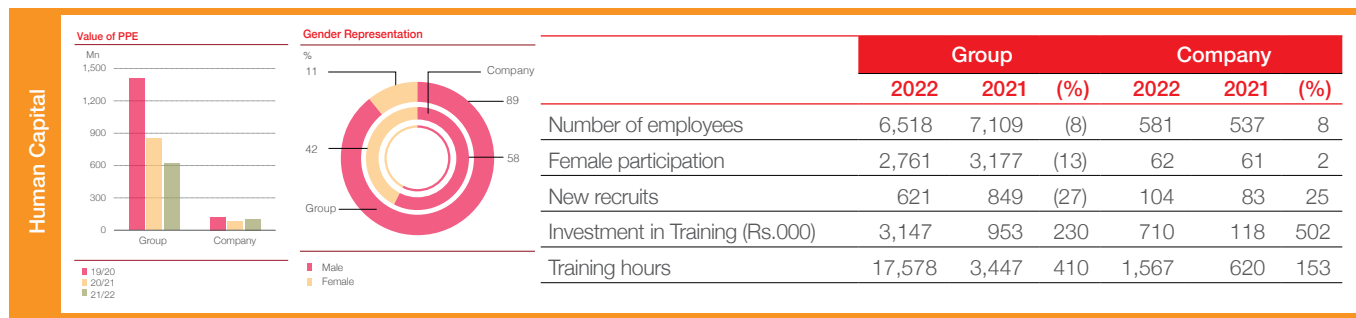 Human Capital
Value of PPE
Mn
1,500
1,200
900
600
300
0
Group Company
19/20
20/21
21/22
Gender Representation
%
11
Company
89
42
58
Group
Male
Female
Group Company
2022 2021 (%) 2022 2021 (%)
Number of employees 6,518 7,109 (8) 581 537 8
Female participation 2,761 3,177 (13) 62 61 2
New recruits 621 849 (27) 104 83 25
Investment in Training (Rs.000) 3,147 953 230 710 118 502
Training hours 17,578 3,447 410 1,567 620 153